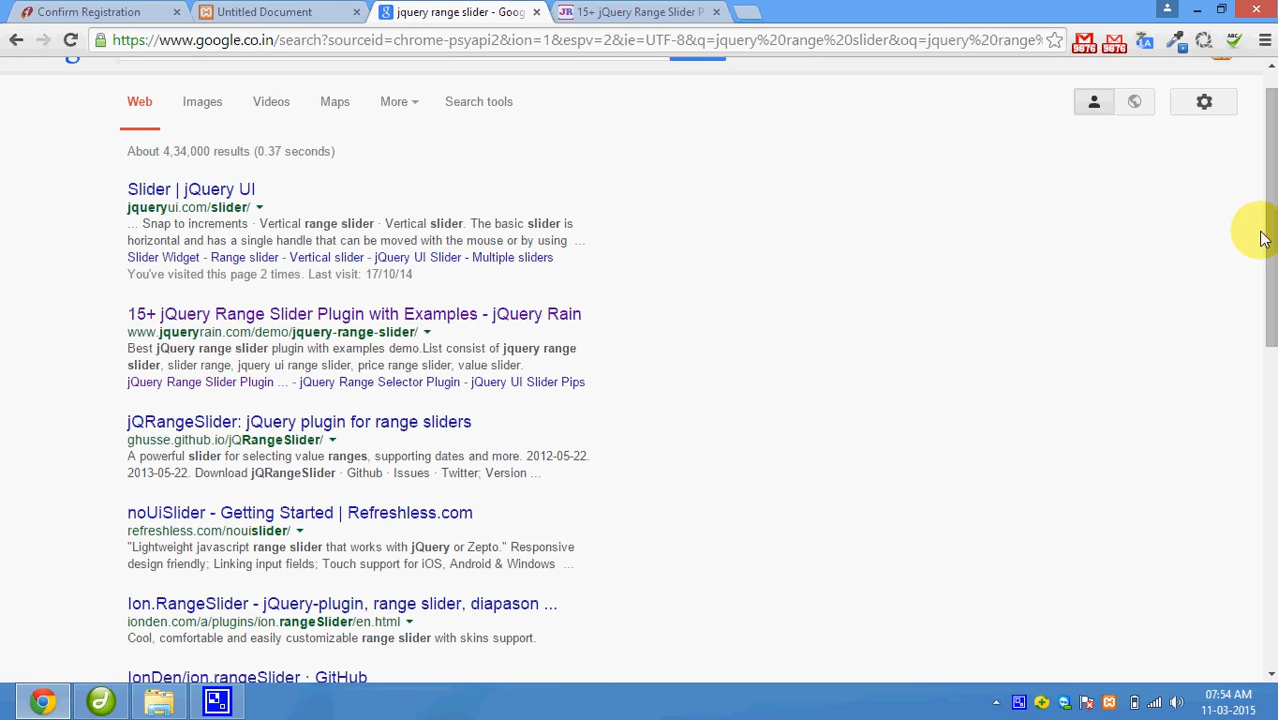 Confirm Registration
Untitled Document
jquery range slider - Goog
15+ jQuery Range Slider P
https://www.google.co.in/search?sourceid=chrome-psyapi2&ion=1&espv=2&ie=UTF-8&q=jquery%20range%20slider&oq=jquery%20range%
9876
9876
ABC
Web Images Videos Maps More Search tools
About 4,34,000 results (0.37 seconds)
Slider | jQuery UI
jqueryui.com/slider/
... Snap to increments · Vertical range slider · Vertical slider. The basic slider is
horizontal and has a single handle that can be moved with the mouse or by using ...
Slider Widget - Range slider - Vertical slider - jQuery UI Slider - Multiple sliders
You've visited this page 2 times. Last visit: 17/10/14
15+ jQuery Range Slider Plugin with Examples - jQuery Rain
www.jqueryrain.com/demo/jquery-range-slider/
Best jQuery range slider plugin with examples demo.List consist of jquery range
slider, slider range, jquery ui range slider, price range slider, value slider.
jQuery Range Slider Plugin ... - jQuery Range Selector Plugin - jQuery UI Slider Pips
jQRangeSlider: jQuery plugin for range sliders
ghusse.github.io/jQRangeSlider/
A powerful slider for selecting value ranges, supporting dates and more. 2012-05-22.
2013-05-22. Download jQRangeSlider · Github · Issues · Twitter; Version ...
noUiSlider - Getting Started | Refreshless.com
refreshless.com/nouislider/
"Lightweight javascript range slider that works with jQuery or Zepto." Responsive
design friendly; Linking input fields; Touch support for iOS, Android & Windows ...
Ion.RangeSlider - jQuery-plugin, range slider, diapason ...
ionden.com/a/plugins/ion.rangeSlider/en.html
Cool, comfortable and easily customizable range slider with skins support.
IonDen/ion.rangeSlider · GitHub
07:54 AM
11-03-2015